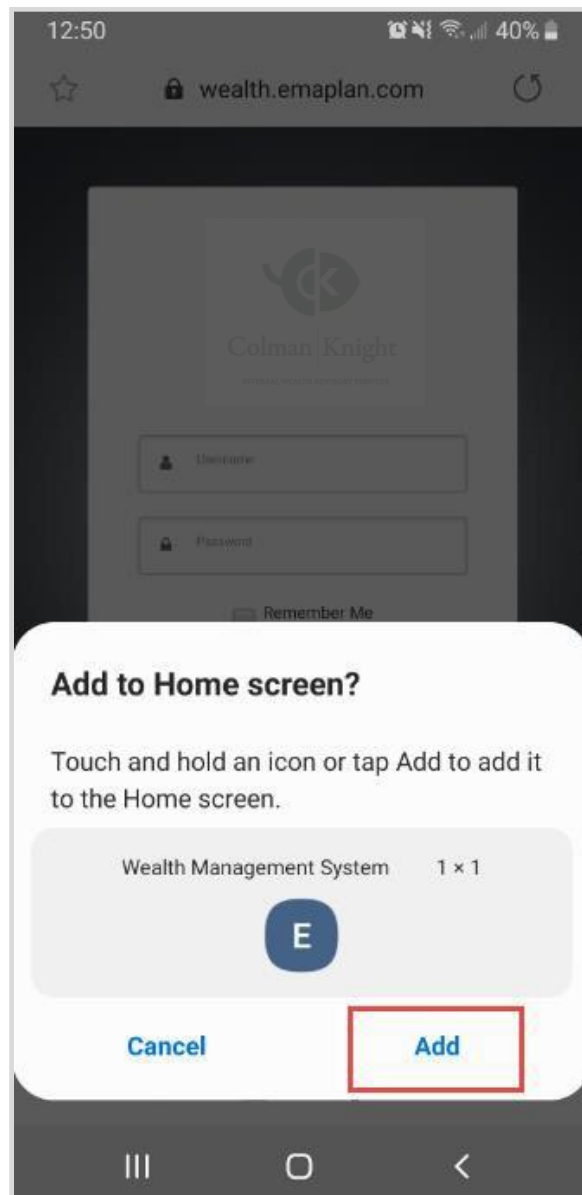 12:50
40%
wealth.emaplan.com
CK
Colman Knight
Username
Password
Remember Me
Add to Home screen?
Touch and hold an icon or tap Add to add it
to the Home screen.
Wealth Management System 1 × 1
E
Cancel Add